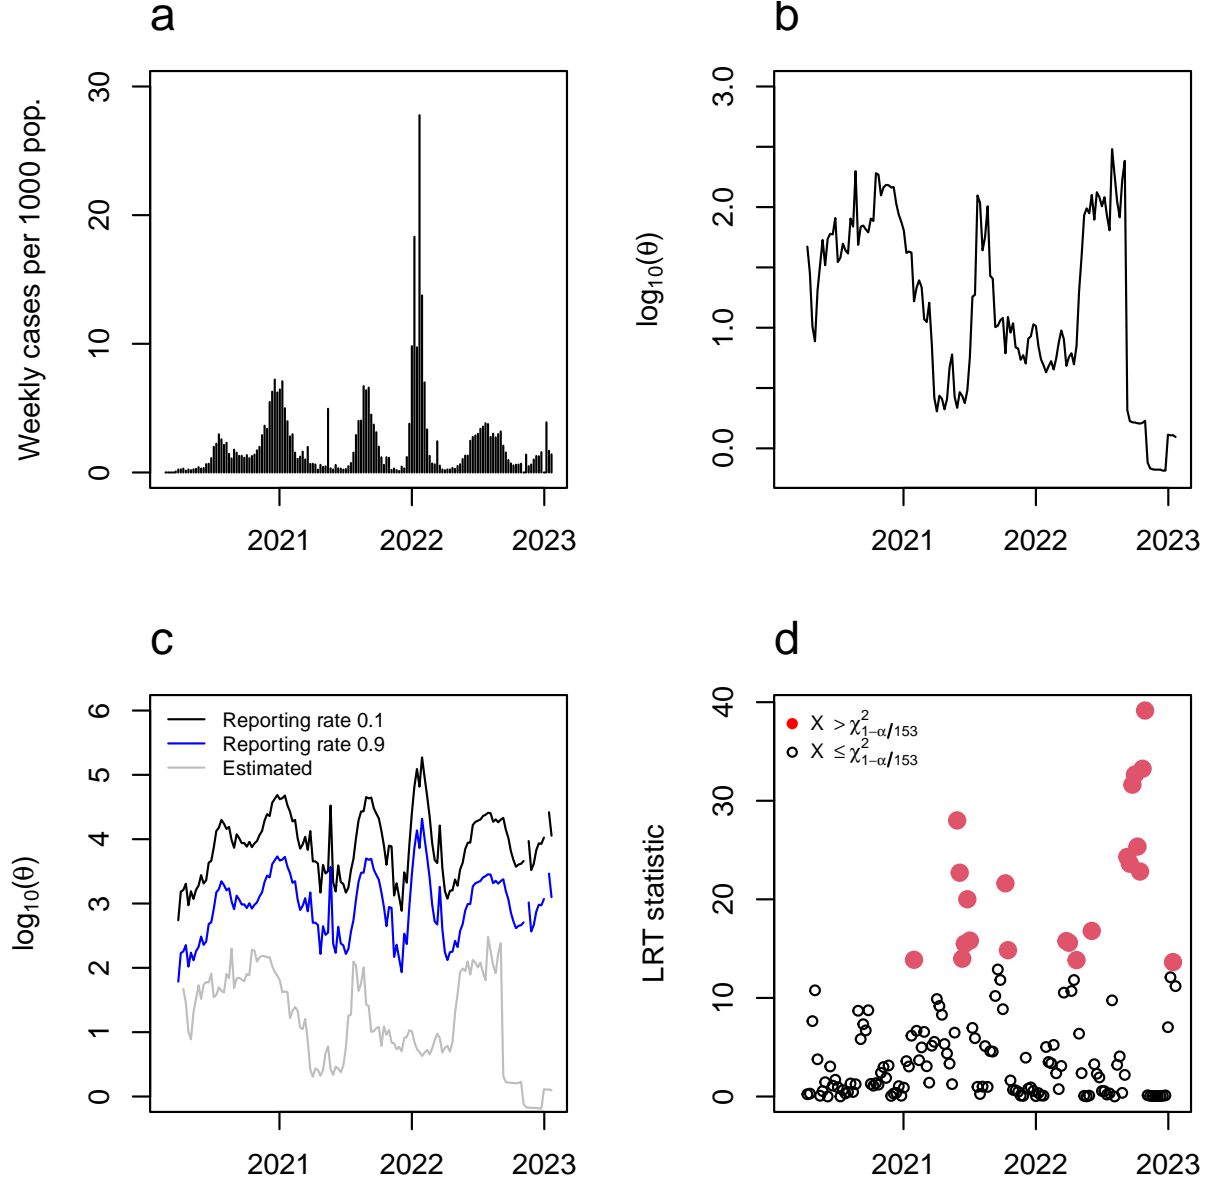 a
Weekly cases per 1000 pop.
30
20
10
0
2021 2022 2023
b
log10(θ)
3.0
2.0
1.0
0.0
2021 2022 2023
c
log10(θ)
6
5
4
3
2
1
0
Reporting rate 0.1
Reporting rate 0.9
Estimated
2021 2022 2023
d
LRT statistic
40
30
20
10
0
X > χ²1−α/153
X ≤ χ²1−α/153
2021 2022 2023